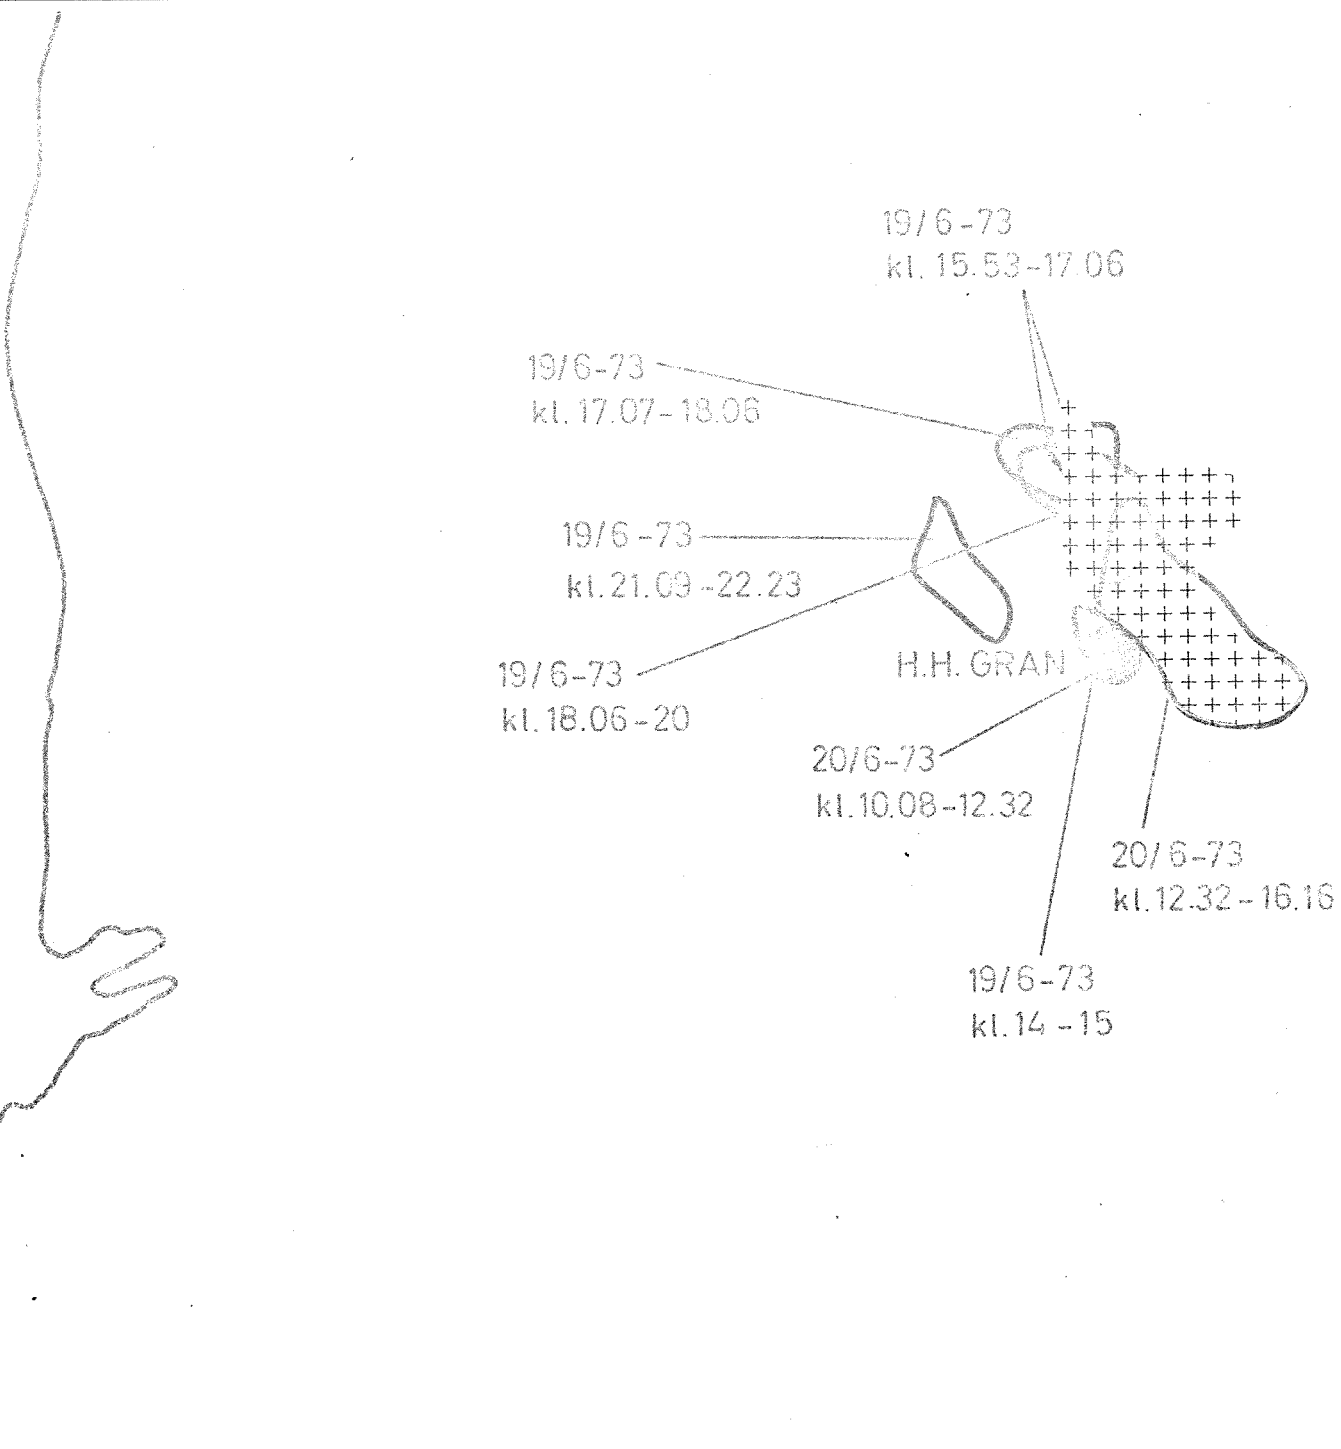 19/6-73
kl. 15.53-17.06
19/6-73
kl. 17.07-18.06
19/6-73
kl. 21.09-22.23
H.H. GRAN
19/6-73
kl. 18.06-20
20/6-73
kl. 10.08-12.32
20/6-73
kl. 12.32-16.16
19/6-73
kl. 14-15